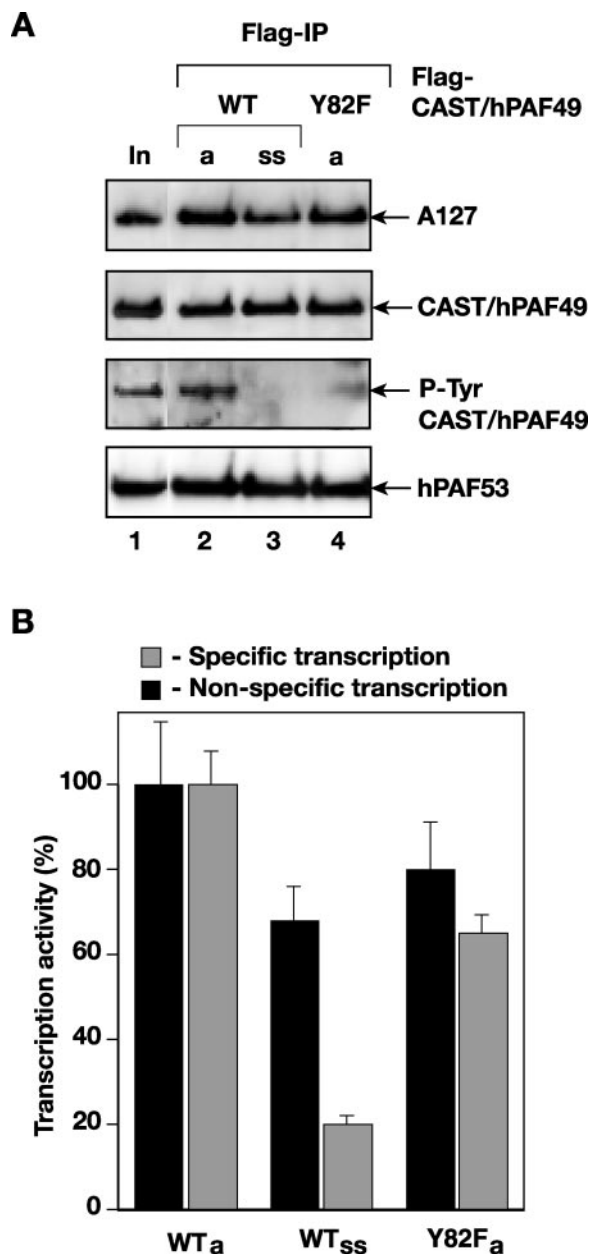 A
Flag-IP
Flag-
CAST/hPAF49
WT Y82F
In a ss a
A127
CAST/hPAF49
P-Tyr
CAST/hPAF49
hPAF53
1 2 3 4
B
- Specific transcription
- Non-specific transcription
Transcription activity (%)
100
80
60
40
20
0
WTa WTss Y82Fa